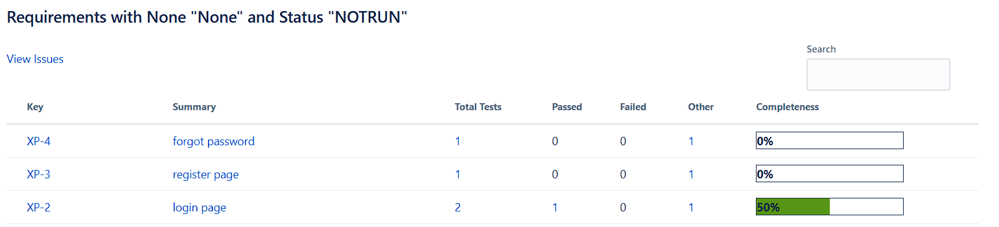 Requirements with None "None" and Status "NOTRUN"
Search
View Issues
Key Summary Total Tests Passed Failed Other Completeness
XP-4 forgot password 1 0 0 1 0%
XP-3 register page 1 0 0 1 0%
XP-2 login page 2 1 0 1 50%